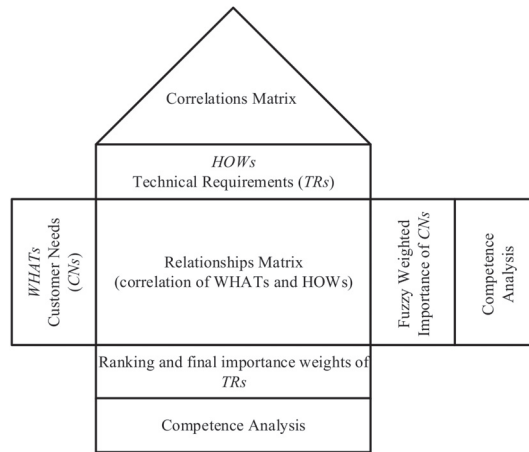 Correlations Matrix
HOWs
Technical Requirements (TRs)
WHATs
Customer Needs
(CNs)
Relationships Matrix
(correlation of WHATs and HOWs)
Fuzzy Weighted
Importance of CNs
Competence
Analysis
Ranking and final importance weights of
TRs
Competence Analysis